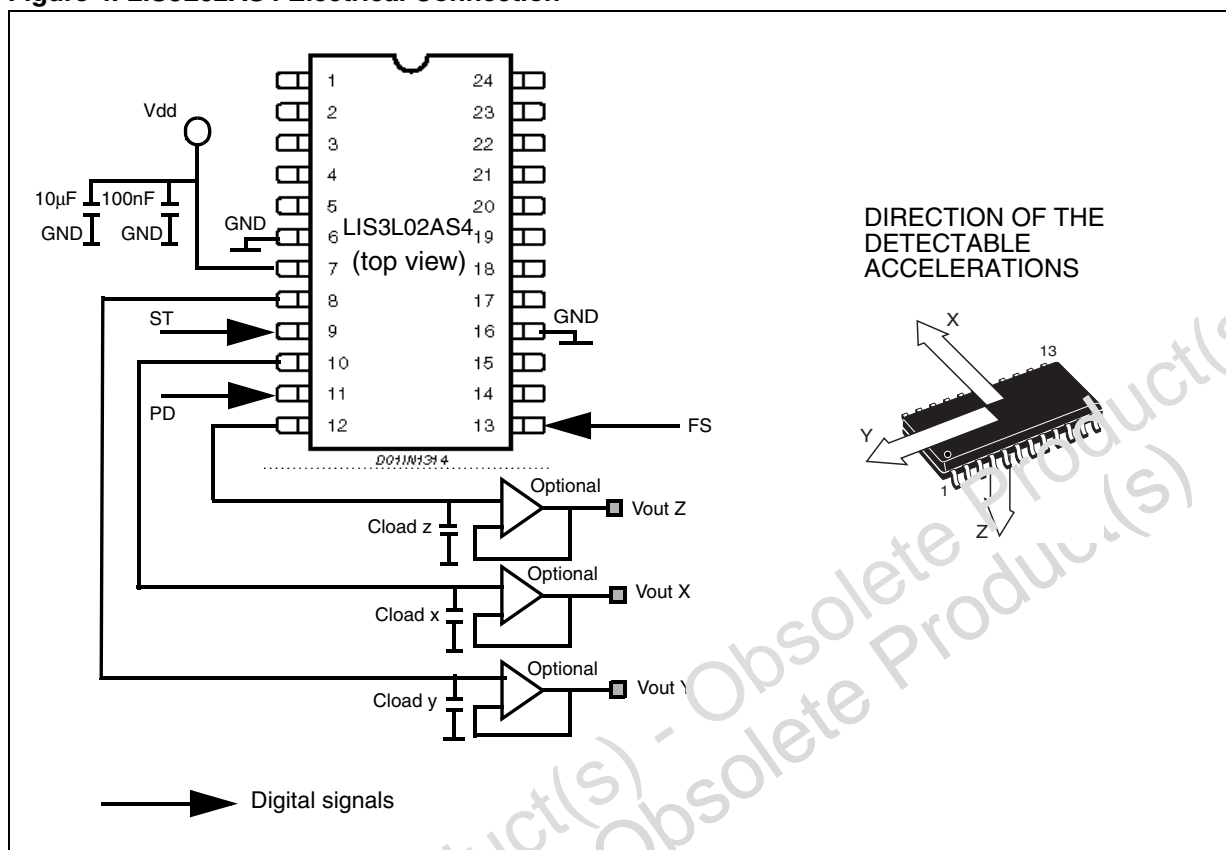 Figure 4. LIS3L02AS4 Electrical Connection
Vdd
10µF
100nF
GND
GND
GND
1
2
3
4
5
6
7
8
9
10
11
12
24
23
22
21
20
19
18
17
16
15
14
13
LIS3L02AS4
(top view)
GND
ST
PD
FS
D01IN1314
Optional
Cload z
Vout Z
Optional
Cload x
Vout X
Optional
Cload y
Vout Y
Digital signals
DIRECTION OF THE
DETECTABLE
ACCELERATIONS
X
13
Y
1
Z
Obsolete Product(s)
uct(s) - Obsolete Product(s
Obsolete